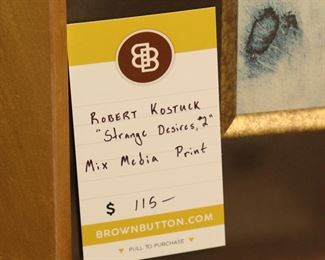 BB
ROBERT KOSTUCK
"Strange Desires, #2"
Mix Media Print
$ 115 —
BROWNBUTTON.COM
▼ PULL TO PURCHASE ▼